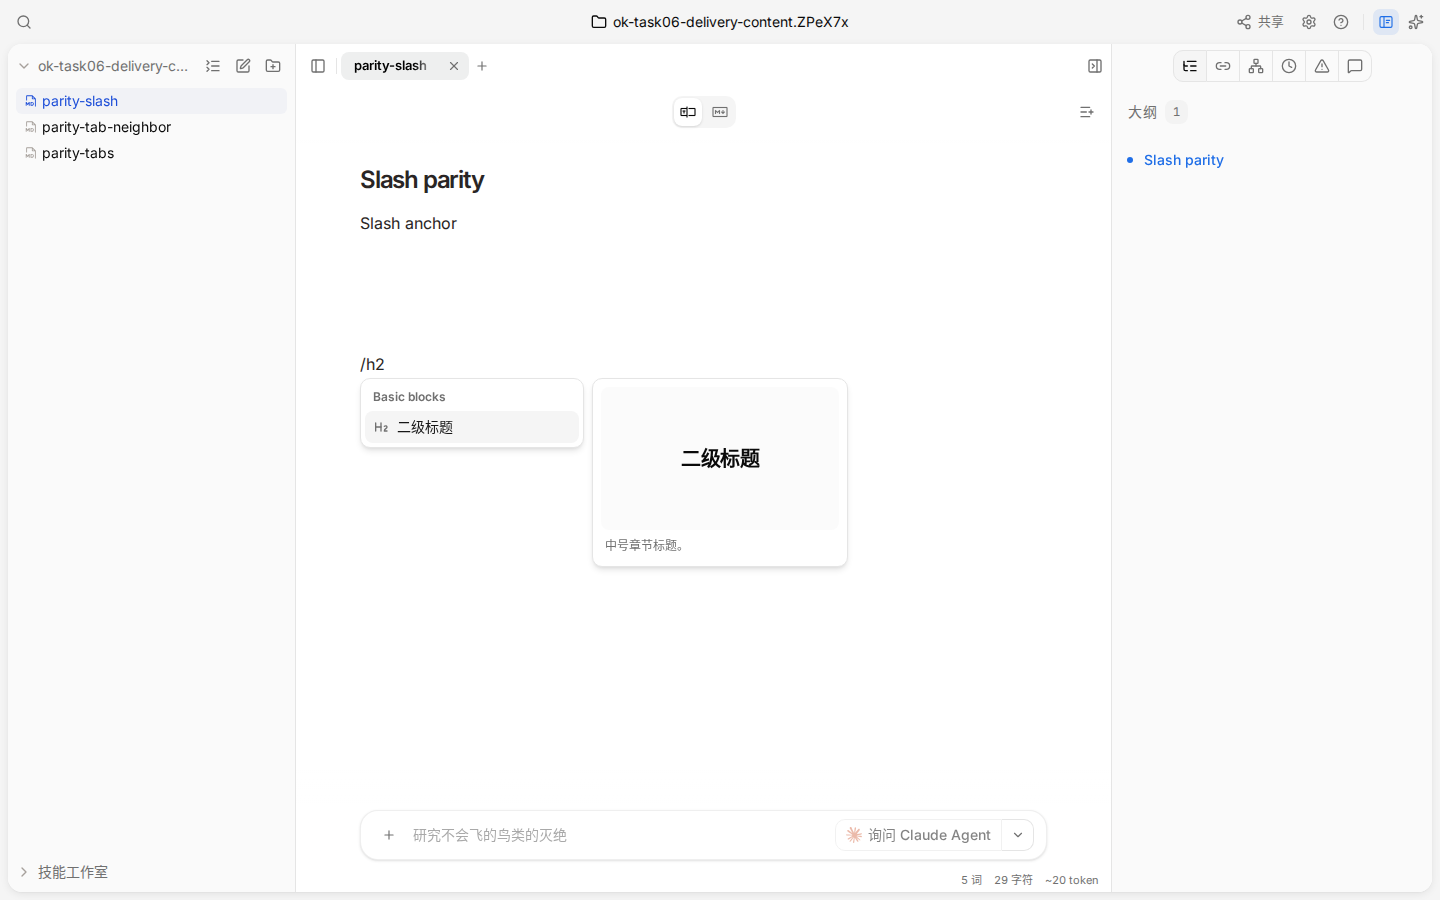 ok-task06-delivery-content.ZPeX7x
共享
ok-task06-delivery-c...
parity-slash
parity-tab-neighbor
parity-tabs
技能工作室
parity-slash
Slash parity
Slash anchor
/h2
Basic blocks
H2 二级标题
二级标题
中号章节标题。
研究不会飞的鸟类的灭绝
询问 Claude Agent
5 词 29 字符 ~20 token
大纲 1
Slash parity